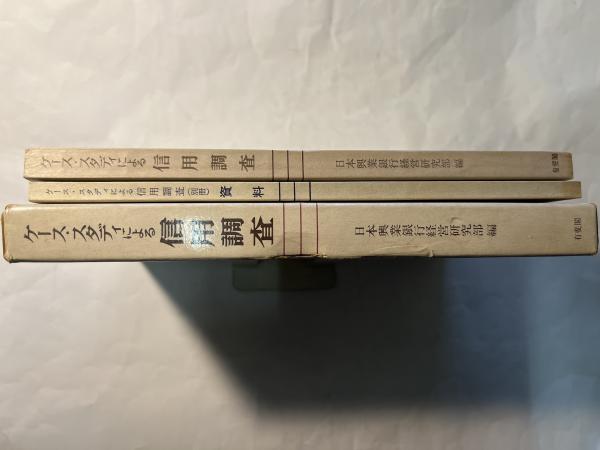 ケース・スタディによる 信用調査 日本興業銀行経営研究部 編 有斐閣
ケース・スタディによる 信用調査(別冊) 資料
ケース・スタディによる 信用調査 日本興業銀行経営研究部 編 有斐閣